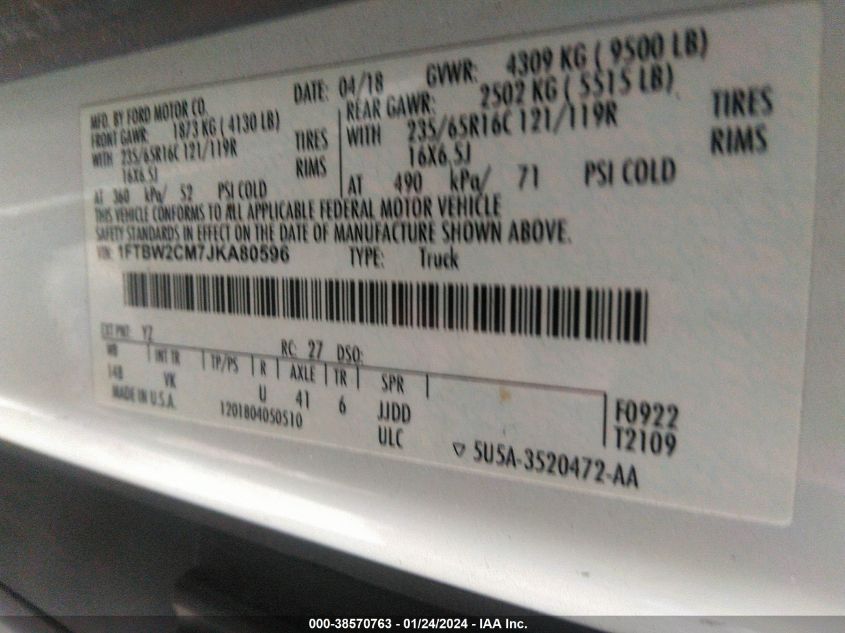 MFD. BY FORD MOTOR CO.
DATE: 04/18
GVWR: 4309 KG ( 9500 LB)
FRONT GAWR: 1873 KG ( 4130 LB)
REAR GAWR: 2502 KG ( 5515 LB)
WITH 235/65R16C 121/119R TIRES
WITH 235/65R16C 121/119R TIRES
16X6.5J RIMS
16X6.5J RIMS
AT 360 kPa/ 52 PSI COLD
AT 490 kPa/ 71 PSI COLD
THIS VEHICLE CONFORMS TO ALL APPLICABLE FEDERAL MOTOR VEHICLE
SAFETY STANDARDS IN EFFECT ON THE DATE OF MANUFACTURE SHOWN ABOVE.
VIN: 1FTBW2CM7JKA80596 TYPE: Truck
EXT PNT: YZ RC: 27 DSO:
WB INT TR TP/PS R AXLE TR SPR
148 VK U 41 6 JJDD
F0922
MADE IN U.S.A. 1201804050510 ULC
T2109
▽ 5U5A-3520472-AA
000-38570763 - 01/24/2024 - IAA Inc.